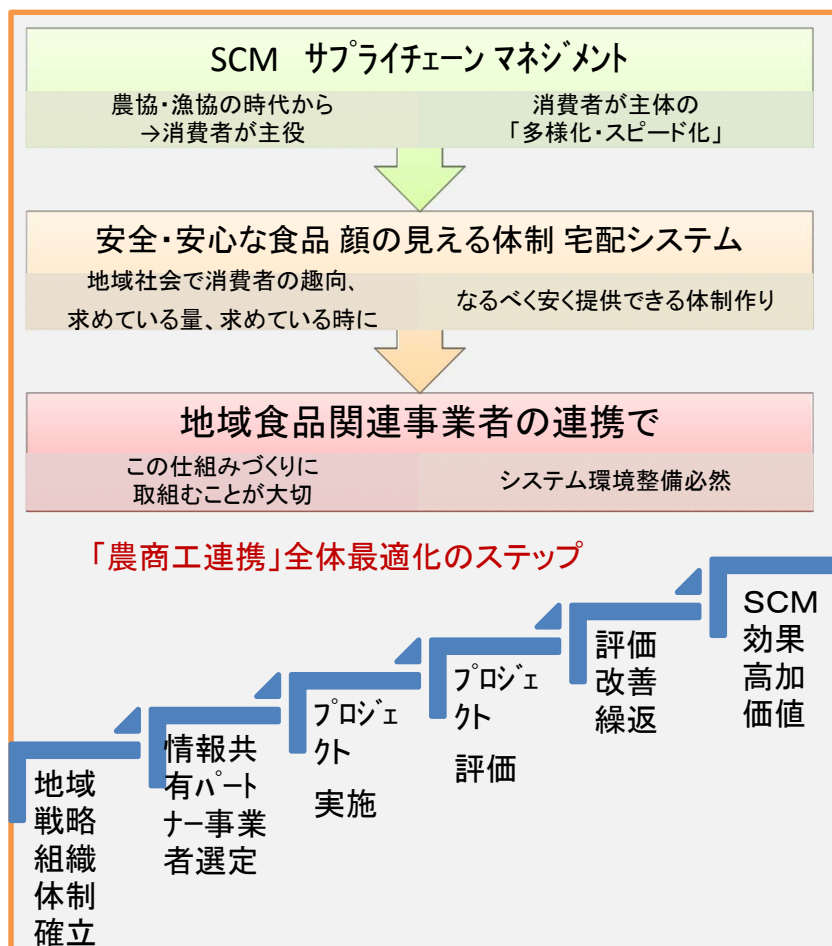 SCM サプライチェーン マネジメント
農協・漁協の時代から
→消費者が主役
消費者が主体の
「多様化・スピード化」
安全・安心な食品 顔の見える体制 宅配システム
地域社会で消費者の趣向、
求めている量、求めている時に
なるべく安く提供できる体制作り
地域食品関連事業者の連携で
この仕組みづくりに
取組むことが大切
システム環境整備必然
「農商工連携」全体最適化のステップ
地域
戦略
組織
体制
確立
情報共
有パート
ナー事業
者選定
プロジェ
クト
実施
プロジェ
クト
評価
評価
改善
繰返
SCM
効果
高加
価値